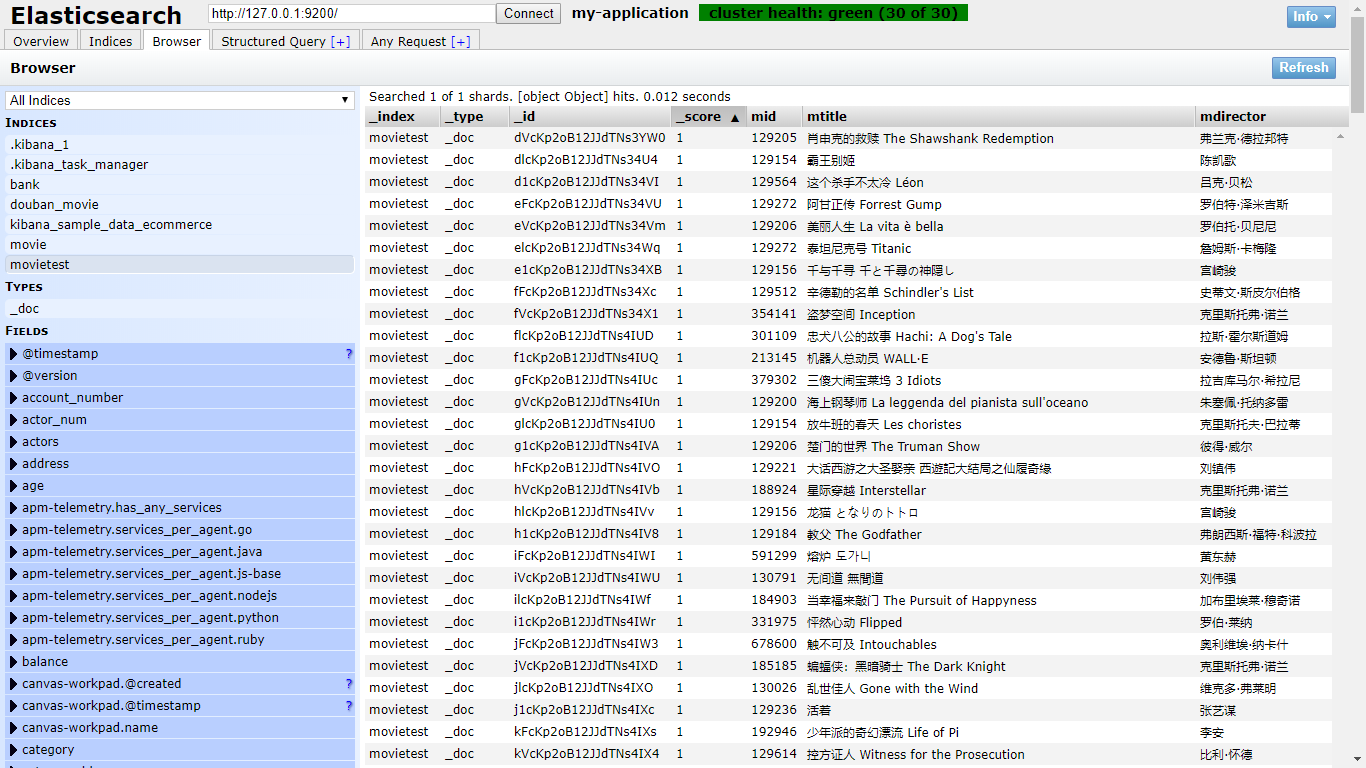 Elasticsearch http://127.0.0.1:9200/ Connect my-application cluster health: green (30 of 30) Info
Overview Indices Browser Structured Query [+] Any Request [+]
Browser Refresh
All Indices
INDICES
.kibana_1
.kibana_task_manager
bank
douban_movie
kibana_sample_data_ecommerce
movie
movietest
TYPES
_doc
FIELDS
@timestamp ?
@version
account_number
actor_num
actors
address
age
apm-telemetry.has_any_services
apm-telemetry.services_per_agent.go
apm-telemetry.services_per_agent.java
apm-telemetry.services_per_agent.js-base
apm-telemetry.services_per_agent.nodejs
apm-telemetry.services_per_agent.python
apm-telemetry.services_per_agent.ruby
balance
canvas-workpad.@created ?
canvas-workpad.@timestamp ?
canvas-workpad.name
category
Searched 1 of 1 shards. [object Object] hits. 0.012 seconds
_index _type _id _score ▲ mid mtitle mdirector
movietest _doc dVcKp2oB12JJdTNs3YW0 1 129205 肖申克的救赎 The Shawshank Redemption 弗兰克·德拉邦特
movietest _doc dlcKp2oB12JJdTNs34U4 1 129154 霸王别姬 陈凯歌
movietest _doc d1cKp2oB12JJdTNs34VI 1 129564 这个杀手不太冷 Léon 吕克·贝松
movietest _doc eFcKp2oB12JJdTNs34VU 1 129272 阿甘正传 Forrest Gump 罗伯特·泽米吉斯
movietest _doc eVcKp2oB12JJdTNs34Vm 1 129206 美丽人生 La vita è bella 罗伯托·贝尼尼
movietest _doc elcKp2oB12JJdTNs34Wq 1 129272 泰坦尼克号 Titanic 詹姆斯·卡梅隆
movietest _doc e1cKp2oB12JJdTNs34XB 1 129156 千与千寻 千と千尋の神隠し 宫崎骏
movietest _doc fFcKp2oB12JJdTNs34Xc 1 129512 辛德勒的名单 Schindler's List 史蒂文·斯皮尔伯格
movietest _doc fVcKp2oB12JJdTNs34X1 1 354141 盗梦空间 Inception 克里斯托弗·诺兰
movietest _doc flcKp2oB12JJdTNs4IUD 1 301109 忠犬八公的故事 Hachi: A Dog's Tale 拉斯·霍尔斯道姆
movietest _doc f1cKp2oB12JJdTNs4IUQ 1 213145 机器人总动员 WALL·E 安德鲁·斯坦顿
movietest _doc gFcKp2oB12JJdTNs4IUc 1 379302 三傻大闹宝莱坞 3 Idiots 拉吉库马尔·希拉尼
movietest _doc gVcKp2oB12JJdTNs4IUn 1 129200 海上钢琴师 La leggenda del pianista sull'oceano 朱塞佩·托纳多雷
movietest _doc glcKp2oB12JJdTNs4IU0 1 129154 放牛班的春天 Les choristes 克里斯托夫·巴拉蒂
movietest _doc g1cKp2oB12JJdTNs4IVA 1 129206 楚门的世界 The Truman Show 彼得·威尔
movietest _doc hFcKp2oB12JJdTNs4IVO 1 129221 大话西游之大圣娶亲 西遊記大結局之仙履奇缘 刘镇伟
movietest _doc hVcKp2oB12JJdTNs4IVb 1 188924 星际穿越 Interstellar 克里斯托弗·诺兰
movietest _doc hlcKp2oB12JJdTNs4IVv 1 129156 龙猫 となりのトトロ 宫崎骏
movietest _doc h1cKp2oB12JJdTNs4IV8 1 129184 教父 The Godfather 弗朗西斯·福特·科波拉
movietest _doc iFcKp2oB12JJdTNs4IWI 1 591299 熔炉 도가니 黄东赫
movietest _doc iVcKp2oB12JJdTNs4IWU 1 130791 无间道 無間道 刘伟强
movietest _doc ilcKp2oB12JJdTNs4IWf 1 184903 当幸福来敲门 The Pursuit of Happyness 加布里埃莱·穆奇诺
movietest _doc i1cKp2oB12JJdTNs4IWr 1 331975 怦然心动 Flipped 罗伯·莱纳
movietest _doc jFcKp2oB12JJdTNs4IW3 1 678600 触不可及 Intouchables 奥利维埃·纳卡什
movietest _doc jVcKp2oB12JJdTNs4IXD 1 185185 蝙蝠侠：黑暗骑士 The Dark Knight 克里斯托弗·诺兰
movietest _doc jlcKp2oB12JJdTNs4IXO 1 130026 乱世佳人 Gone with the Wind 维克多·弗莱明
movietest _doc j1cKp2oB12JJdTNs4IXc 1 129236 活着 张艺谋
movietest _doc kFcKp2oB12JJdTNs4IXs 1 192946 少年派的奇幻漂流 Life of Pi 李安
movietest _doc kVcKp2oB12JJdTNs4IX4 1 129614 控方证人 Witness for the Prosecution 比利·怀德